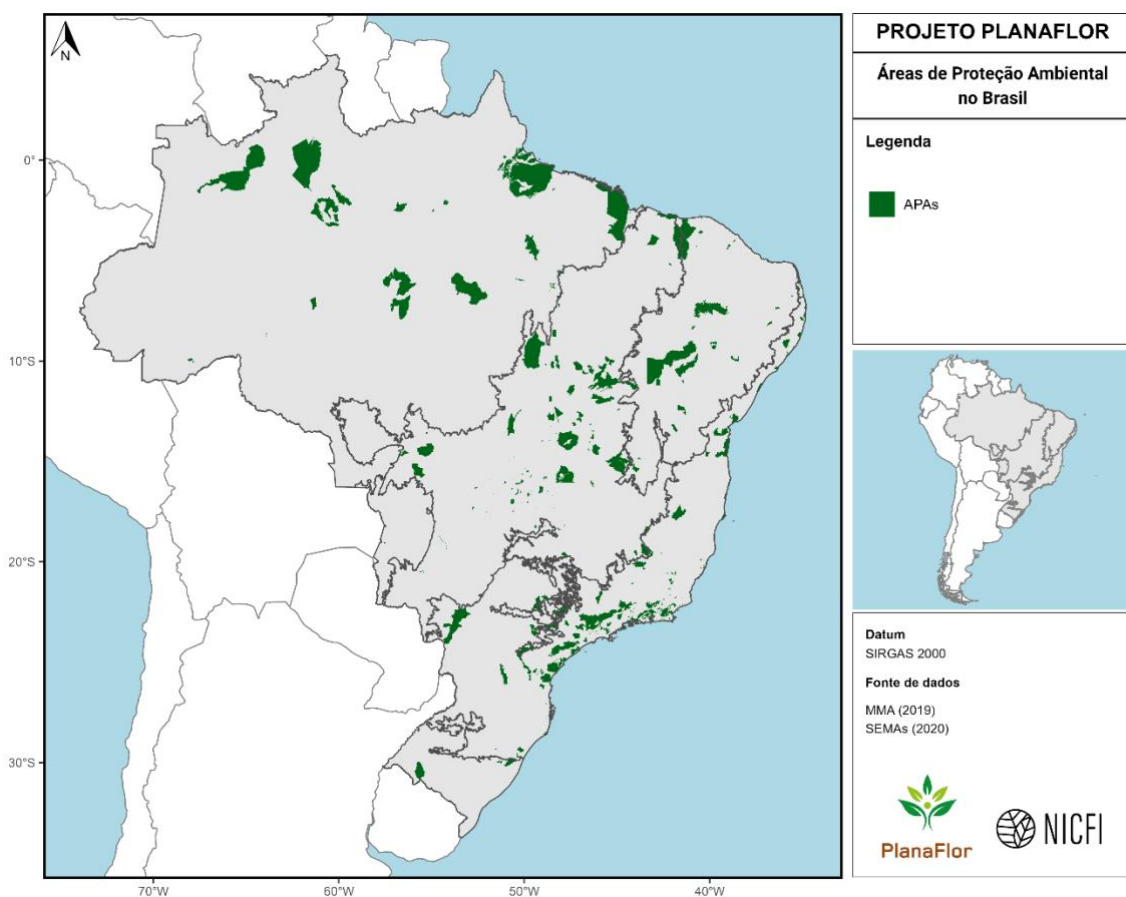 PROJETO PLANAFLOR
Áreas de Proteção Ambiental
no Brasil
Legenda
APAs
N
0°
10°S
20°S
30°S
70°W
60°W
50°W
40°W
Datum
SIRGAS 2000
Fonte de dados
MMA (2019)
SEMAs (2020)
PlanaFlor
NICFI